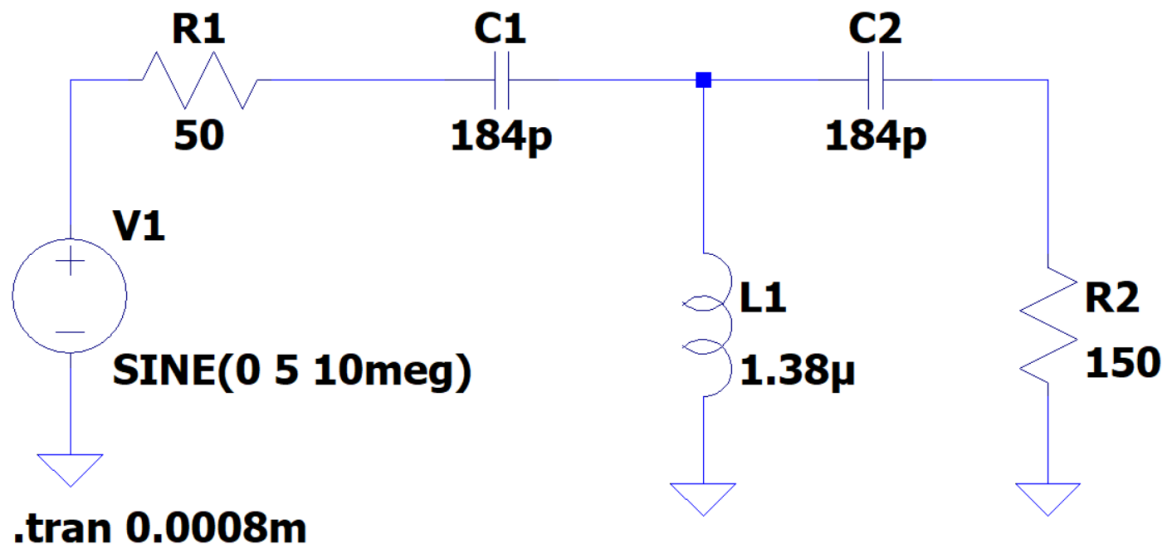 R1
50
C1
184p
C2
184p
V1
SINE(0 5 10meg)
L1
1.38µ
R2
150
.tran 0.0008m